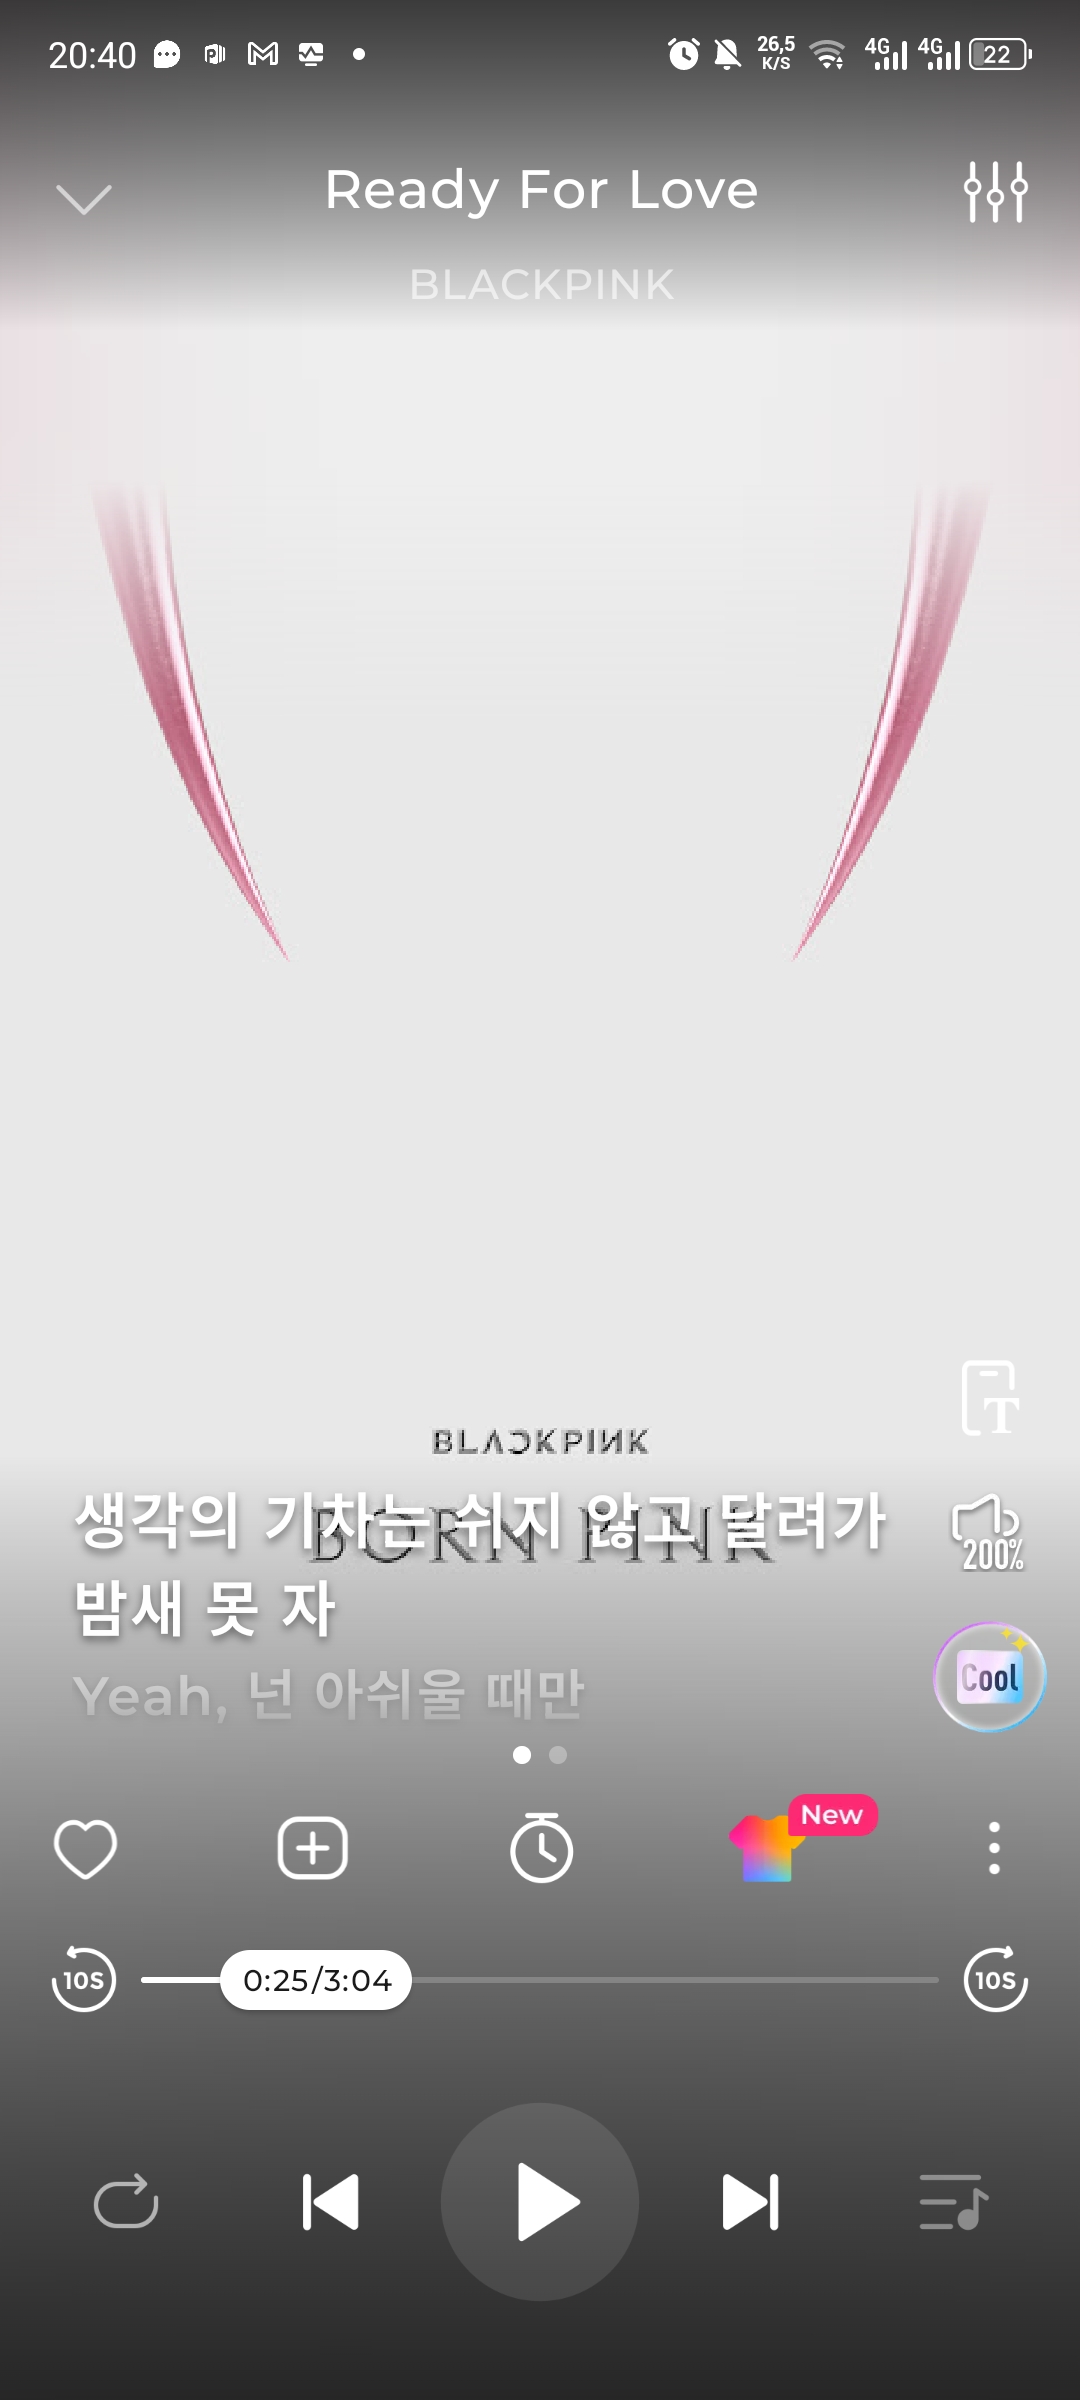 20:40
26,5
K/S
4G
4G
22
Ready For Love
BLACKPINK
BLACKPINK
BORN PINK
생각의 기차는 쉬지 않고 달려가
밤새 못 자
Yeah, 넌 아쉬울 때만
T
200%
Cool
New
10S
0:25/3:04
10S